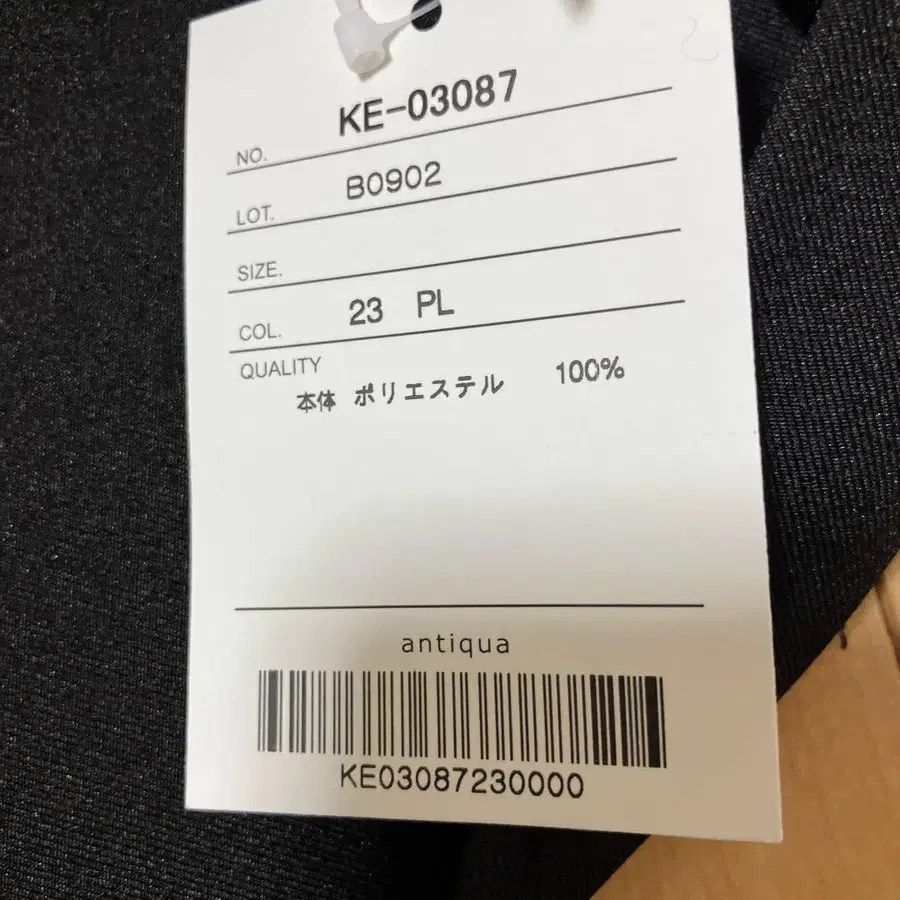 NO. KE-03087
LOT. B0902
SIZE.
COL. 23 PL
QUALITY
本体 ポリエステル 100%
antiqua
KE03087230000